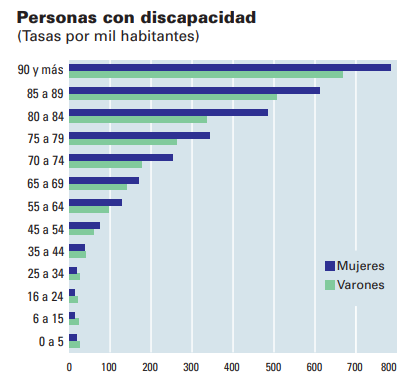 Personas con discapacidad
(Tasas por mil habitantes)
90 y más
85 a 89
80 a 84
75 a 79
70 a 74
65 a 69
55 a 64
45 a 54
35 a 44
25 a 34
16 a 24
6 a 15
0 a 5
Mujeres
Varones
0 100 200 300 400 500 600 700 800